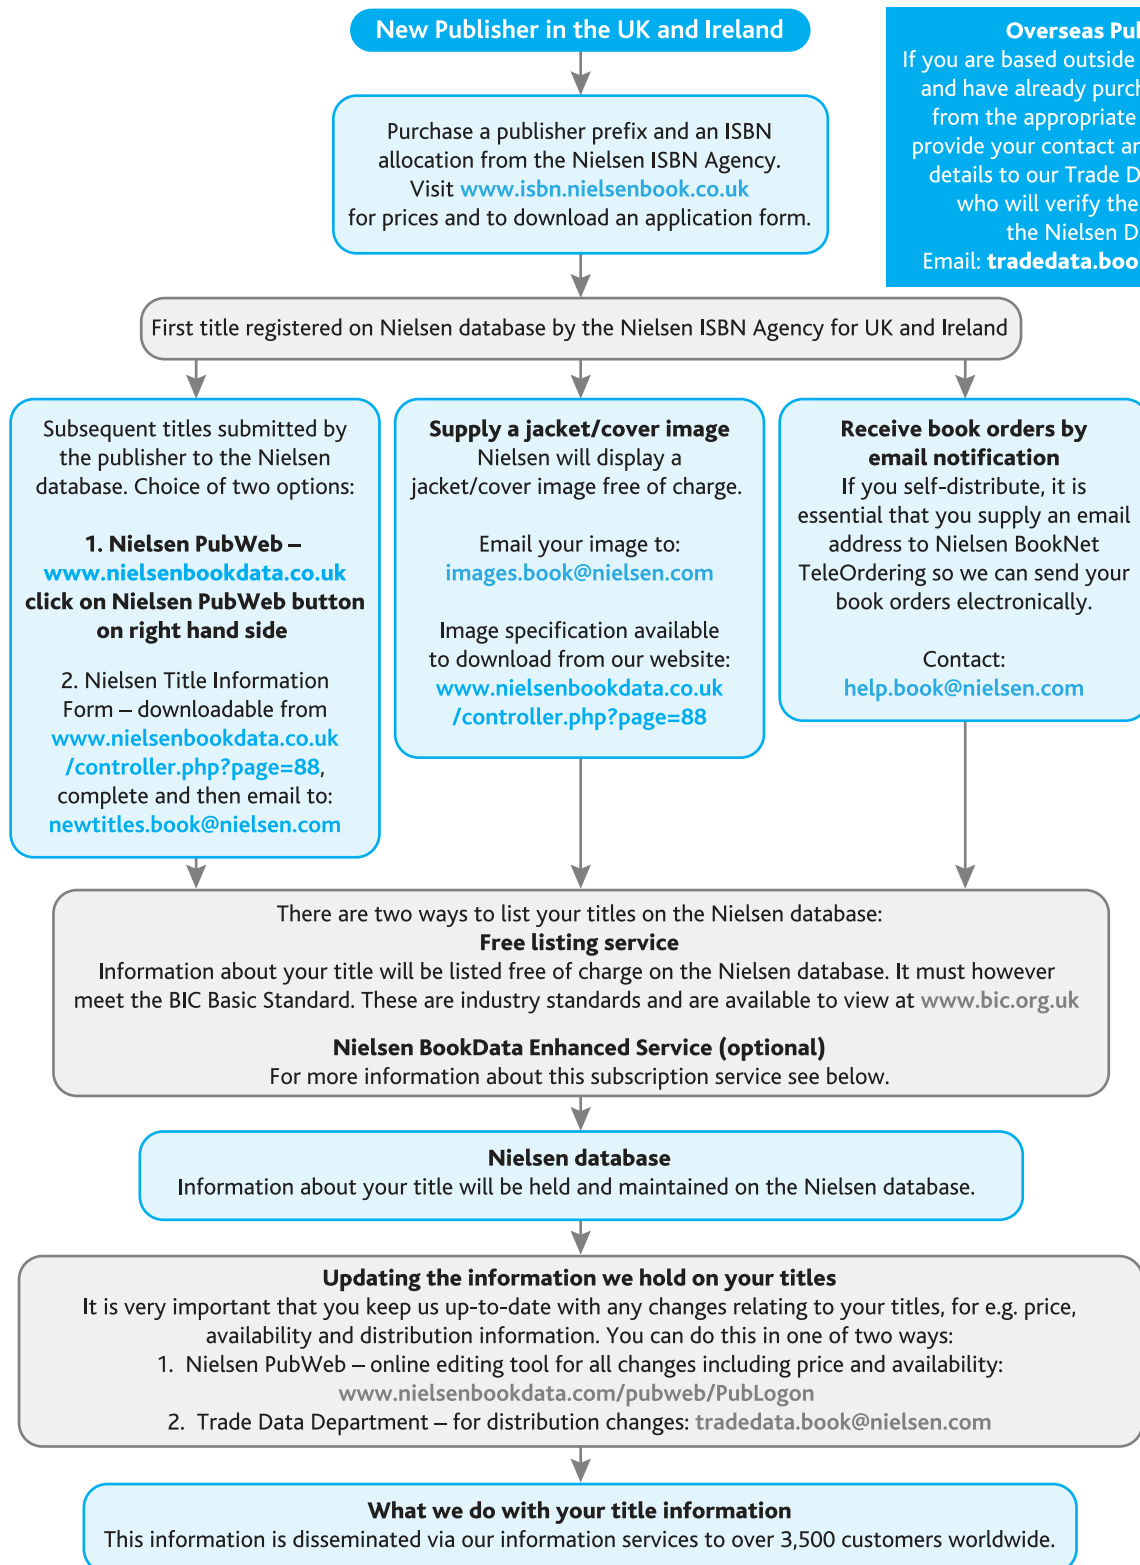 New Publisher in the UK and Ireland
Overseas
If you are based outside
and have already
from the appropriate
provide your contact
details to our Trade
who will verify
the Nielsen
Email:
Purchase a publisher prefix and an ISBN
allocation from the Nielsen ISBN Agency.
Visit www.isbn.nielsenbook.co.uk
for prices and to download an application form.
First title registered on Nielsen database by the Nielsen ISBN Agency for UK and Ireland
Subsequent titles submitted by
the publisher to the Nielsen
database. Choice of two options:
1. Nielsen PubWeb –
www.nielsenbookdata.co.uk
click on Nielsen PubWeb button
on right hand side
2. Nielsen Title Information
Form – downloadable from
www.nielsenbookdata.co.uk
/controller.php?page=88,
complete and then email to:
newtitles.book@nielsen.com
Supply a jacket/cover image
Nielsen will display a
jacket/cover image free of charge.
Email your image to:
images.book@nielsen.com
Image specification available
to download from our website:
www.nielsenbookdata.co.uk
/controller.php?page=88
Receive book orders by
email notification
If you self-distribute, it is
essential that you supply an email
address to Nielsen BookNet
TeleOrdering so we can send your
book orders electronically.
Contact:
help.book@nielsen.com
There are two ways to list your titles on the Nielsen database:
Free listing service
Information about your title will be listed free of charge on the Nielsen database. It must however
meet the BIC Basic Standard. These are industry standards and are available to view at www.bic.org.uk
Nielsen BookData Enhanced Service (optional)
For more information about this subscription service see below.
Nielsen database
Information about your title will be held and maintained on the Nielsen database.
Updating the information we hold on your titles
It is very important that you keep us up-to-date with any changes relating to your titles, for e.g. price,
availability and distribution information. You can do this in one of two ways:
1. Nielsen PubWeb – online editing tool for all changes including price and availability:
www.nielsenbookdata.com/pubweb/PubLogon
2. Trade Data Department – for distribution changes: tradedata.book@nielsen.com
What we do with your title information
This information is disseminated via our information services to over 3,500 customers worldwide.